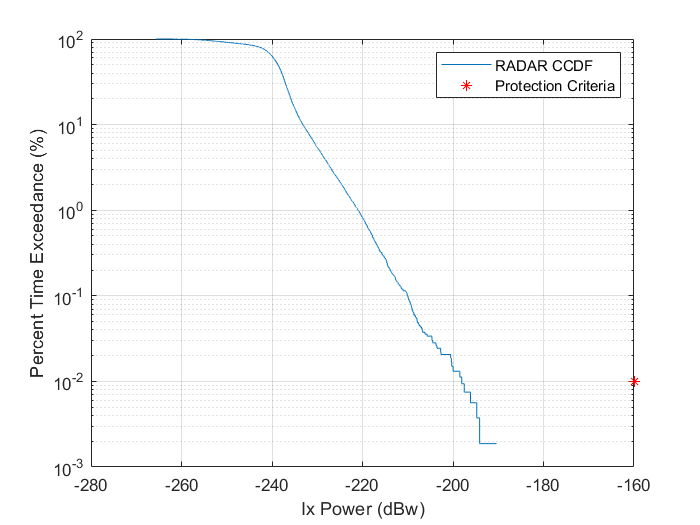 10^2
10^1
10^0
10^-1
10^-2
10^-3
Percent Time Exceedance (%)
RADAR CCDF
Protection Criteria
-280 -260 -240 -220 -200 -180 -160
Ix Power (dBw)